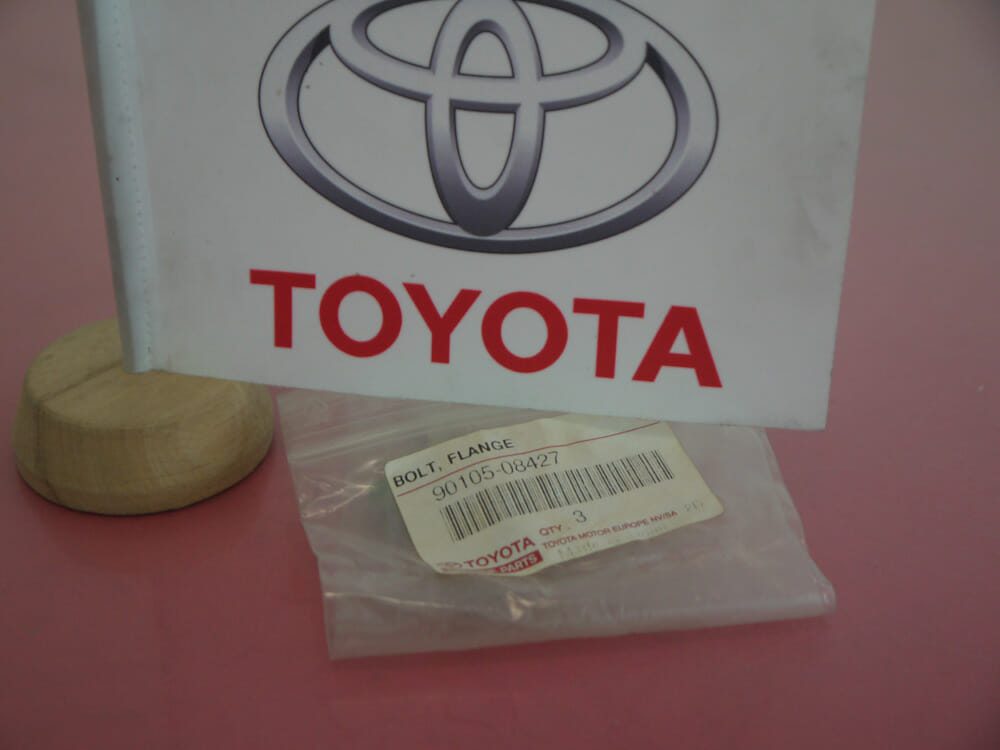 TOYOTA
BOLT, FLANGE
90105-08427
QTY. 3
TOYOTA
TOYOTA MOTOR EUROPE NV/SA
PARTS